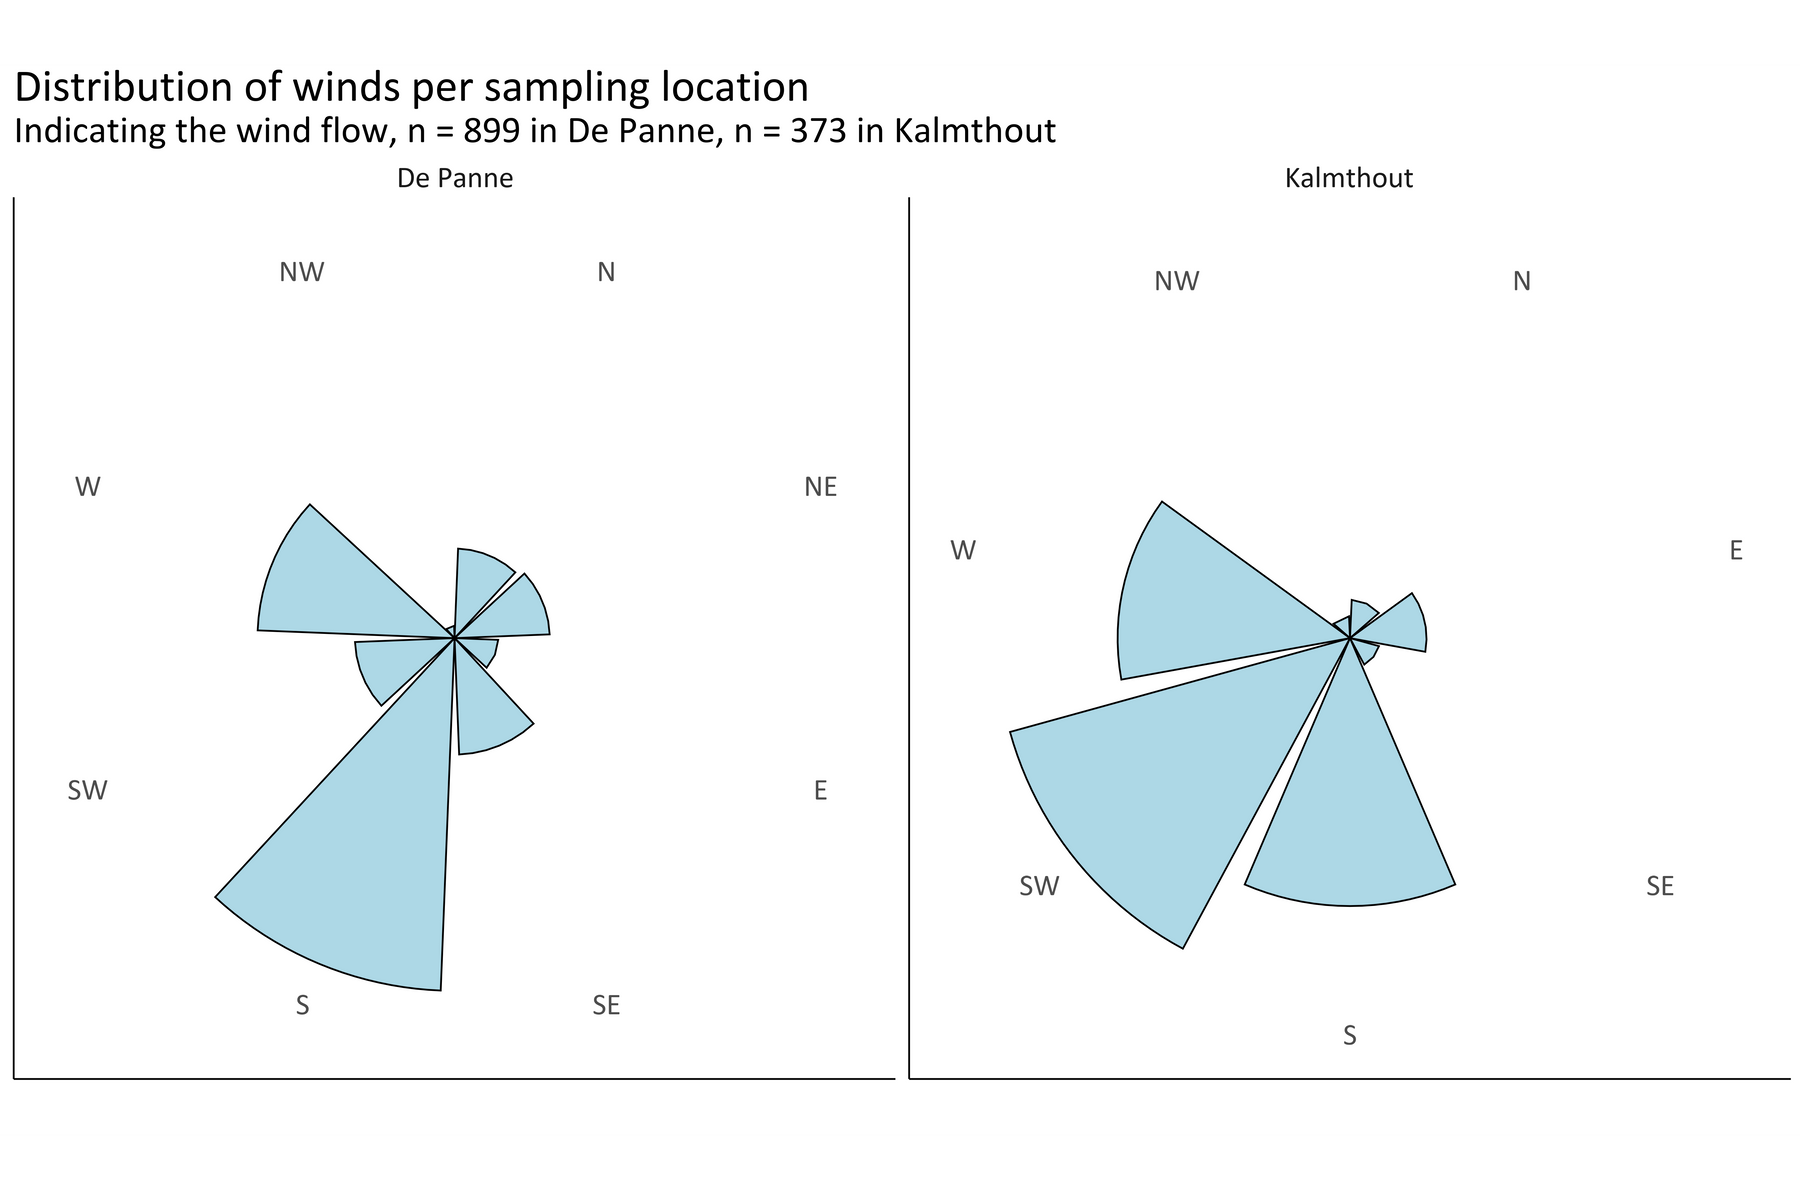 Distribution of winds per sampling location
Indicating the wind flow, n = 899 in De Panne, n = 373 in Kalmthout
De Panne
NW
N
W
NE
SW
E
S
SE
Kalmthout
NW
N
W
E
SW
SE
S